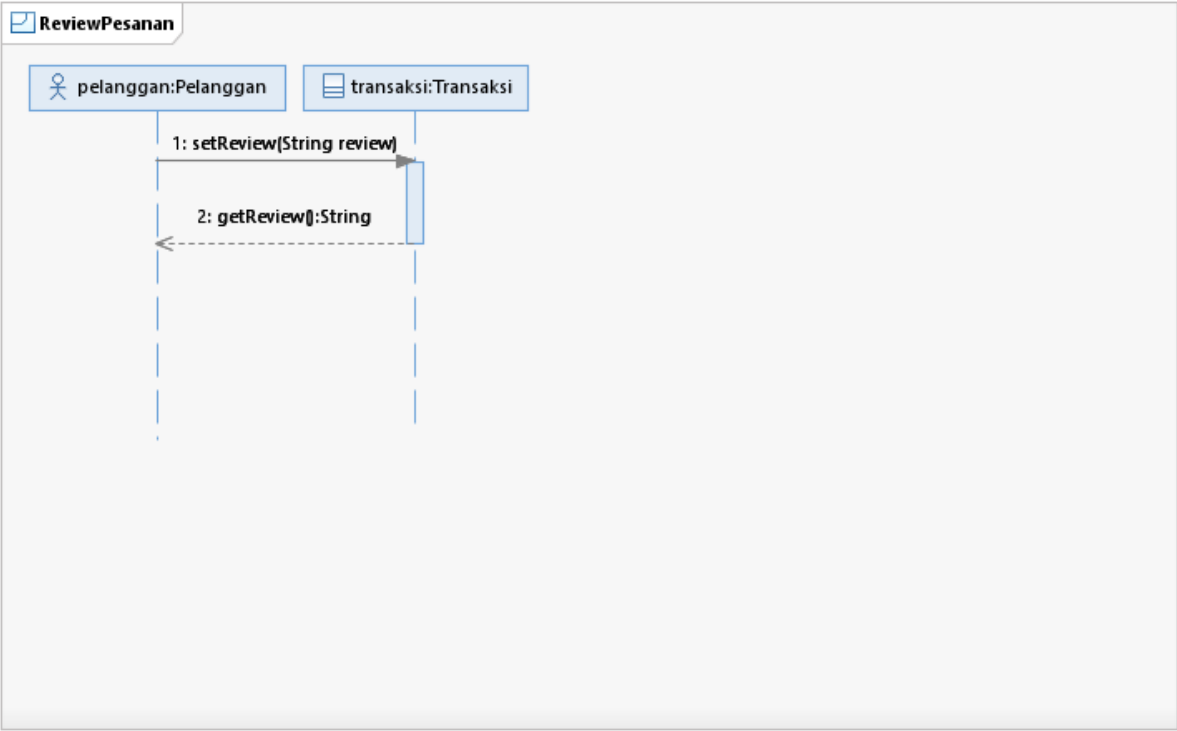 ReviewPesanan
pelanggan:Pelanggan
transaksi:Transaksi
1: setReview(String review)
2: getReview():String